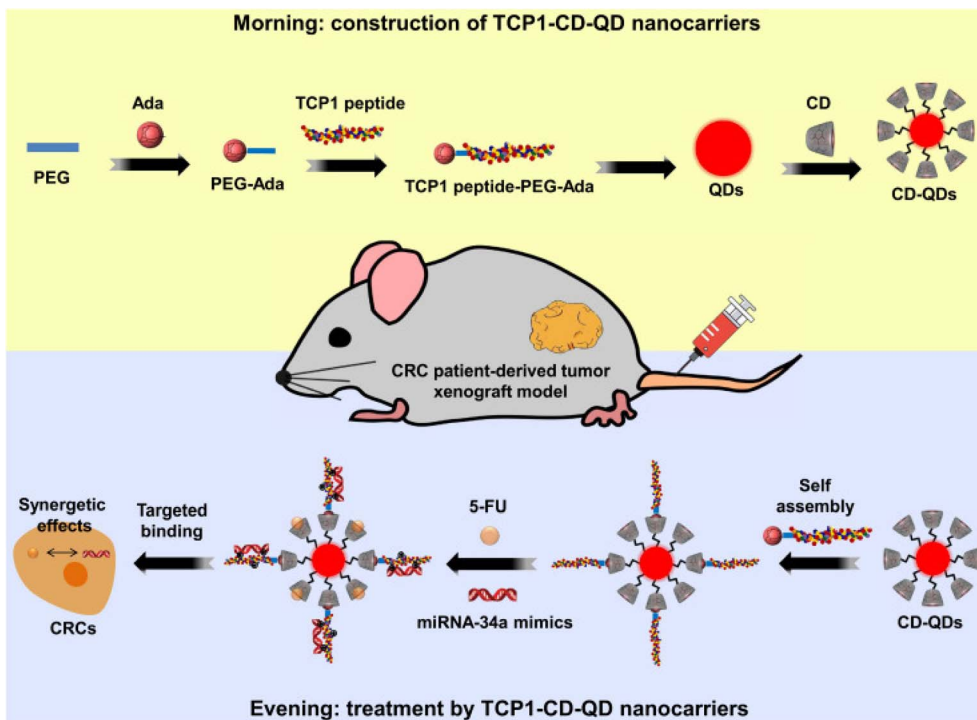 Morning: construction of TCP1-CD-QD nanocarriers
Ada
TCP1 peptide
CD
PEG
PEG-Ada
TCP1 peptide-PEG-Ada
QDs
CD-QDs
CRC patient-derived tumor
xenograft model
Synergetic
effects
Targeted
binding
5-FU
Self
assembly
miRNA-34a mimics
CRCs
CD-QDs
Evening: treatment by TCP1-CD-QD nanocarriers